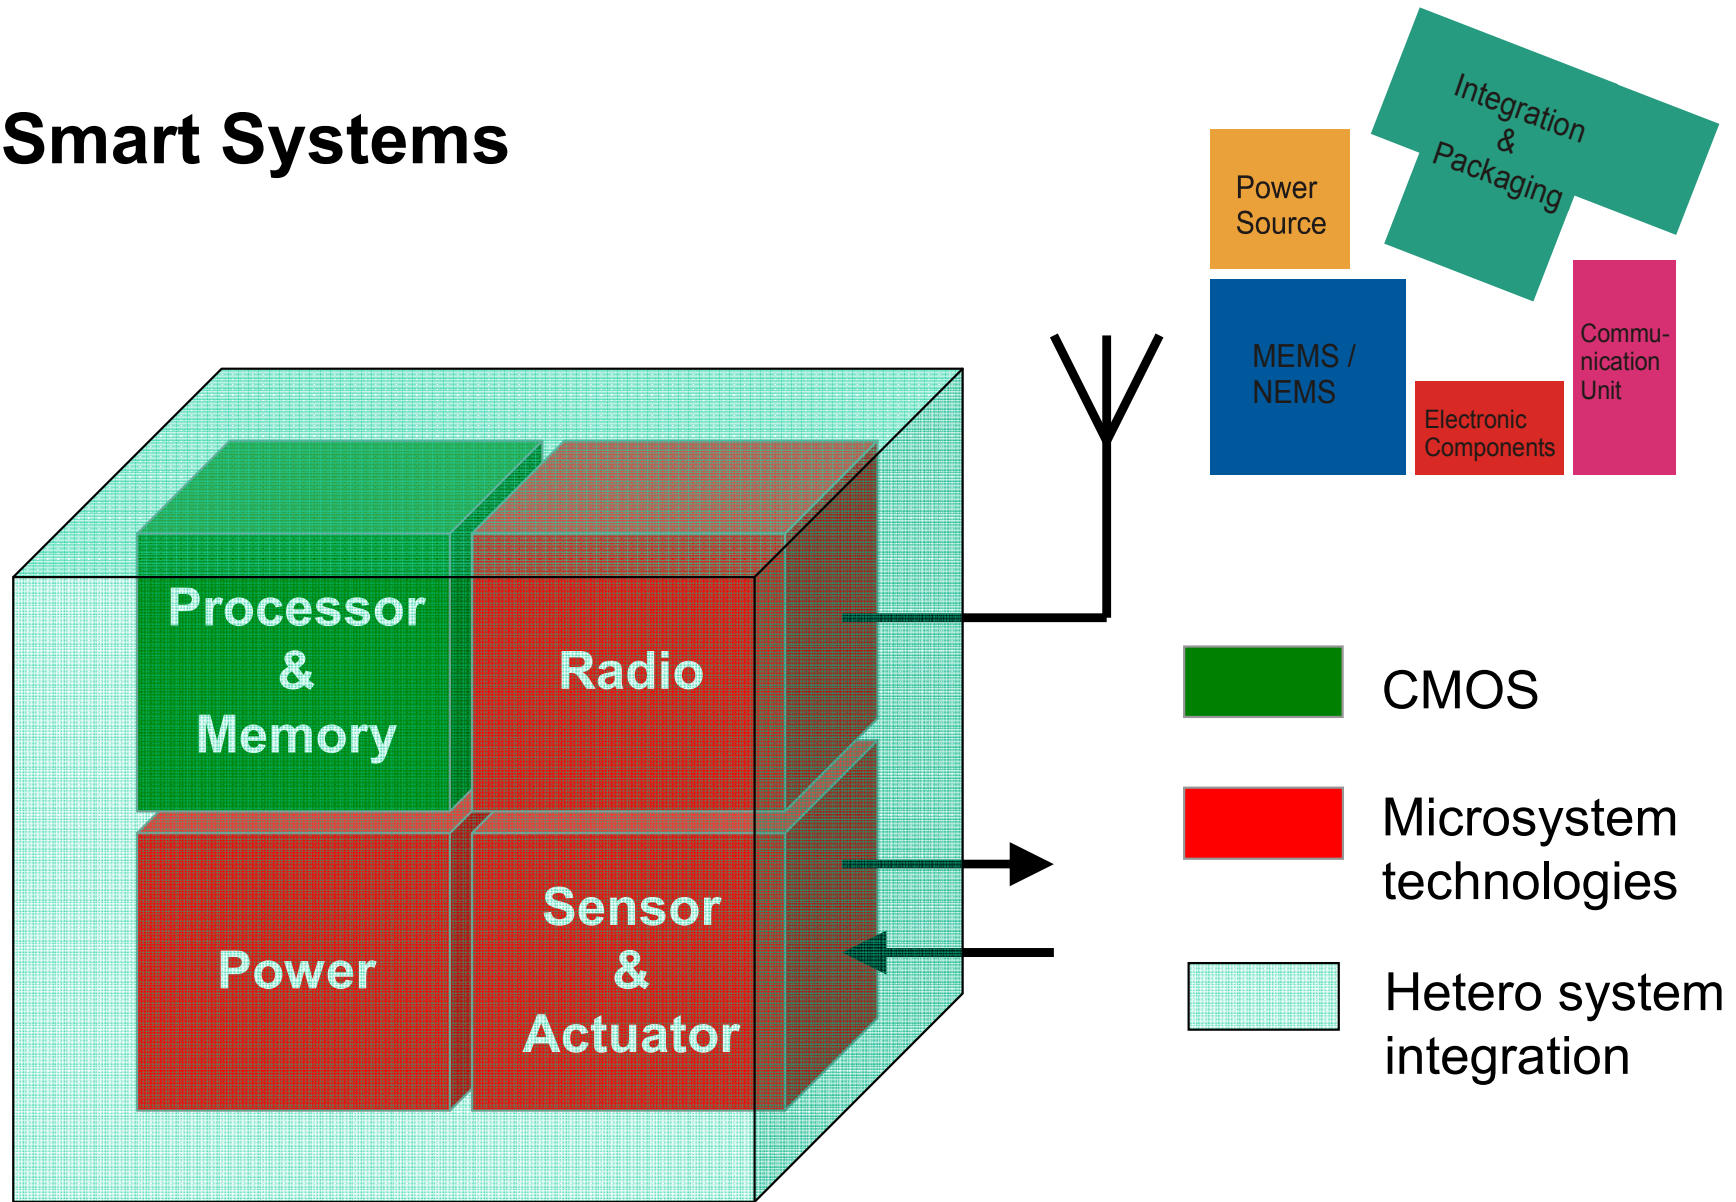 Smart Systems
Integration
&
Packaging
Power
Source
MEMS /
NEMS
Electronic
Components
Commu-
nication
Unit
Processor
&
Memory
Radio
Power
Sensor
&
Actuator
CMOS
Microsystem
technologies
Hetero system
integration